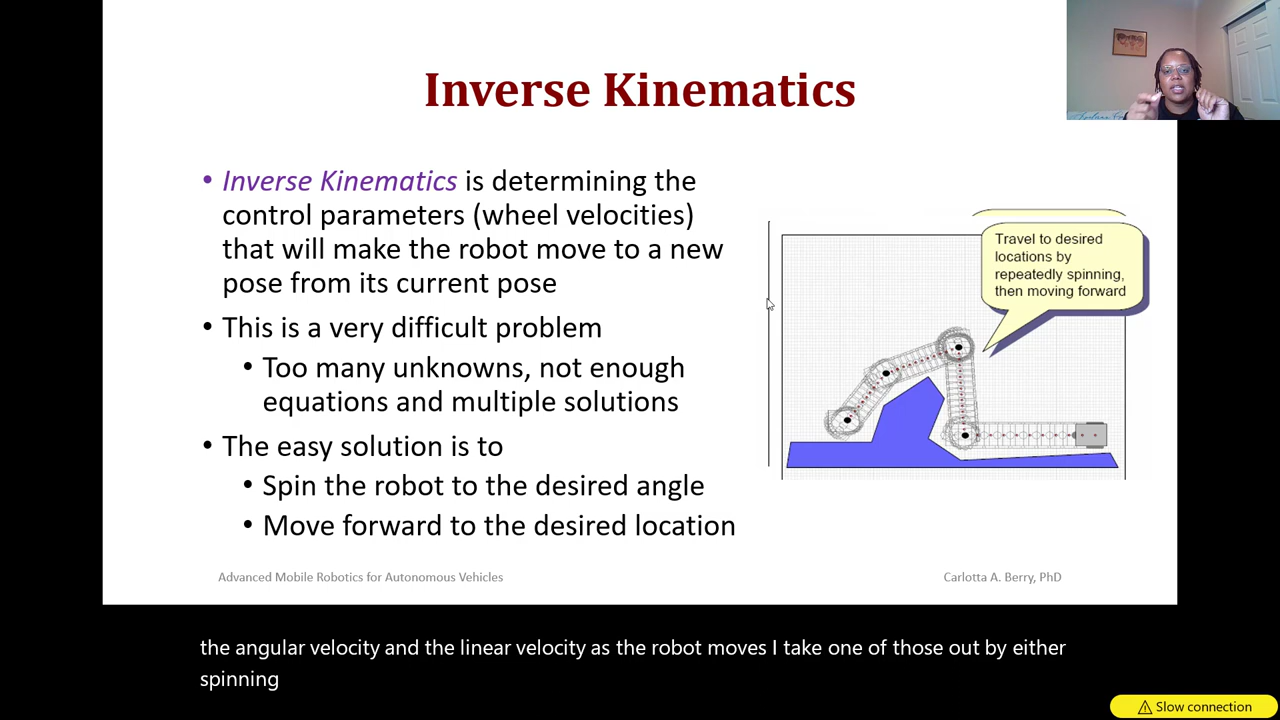 Inverse Kinematics
• Inverse Kinematics is determining the
control parameters (wheel velocities)
that will make the robot move to a new
pose from its current pose
• This is a very difficult problem
• Too many unknowns, not enough
equations and multiple solutions
• The easy solution is to
• Spin the robot to the desired angle
• Move forward to the desired location
Travel to desired
locations by
repeatedly spinning,
then moving forward
Advanced Mobile Robotics for Autonomous Vehicles
Carlotta A. Berry, PhD
the angular velocity and the linear velocity as the robot moves I take one of those out by either
spinning
Slow connection